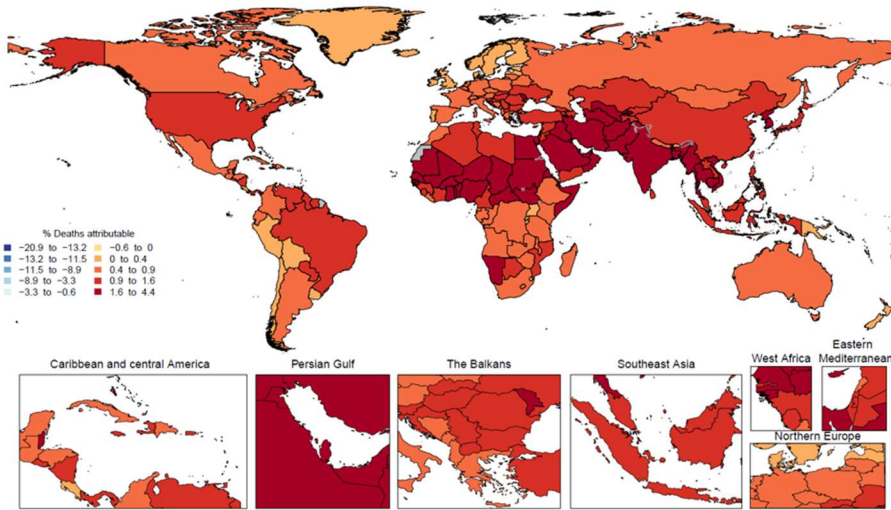 % Deaths attributable
−20.9 to −13.2
−13.2 to −11.5
−11.5 to −8.9
−8.9 to −3.3
−3.3 to −0.6
−0.6 to 0
0 to 0.4
0.4 to 0.9
0.9 to 1.6
1.6 to 4.4
Caribbean and central America
Persian Gulf
The Balkans
Southeast Asia
West Africa
Eastern
Mediterranean
Northern Europe